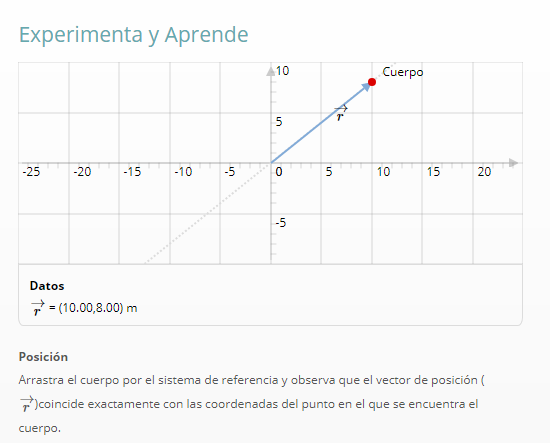 Experimenta y Aprende
10
Cuerpo
r
5
-25 -20 -15 -10 -5 0 5 10 15 20
-5
Datos
r = (10.00,8.00) m
Posición
Arrastra el cuerpo por el sistema de referencia y observa que el vector de posición (
r)coincide exactamente con las coordenadas del punto en el que se encuentra el
cuerpo.